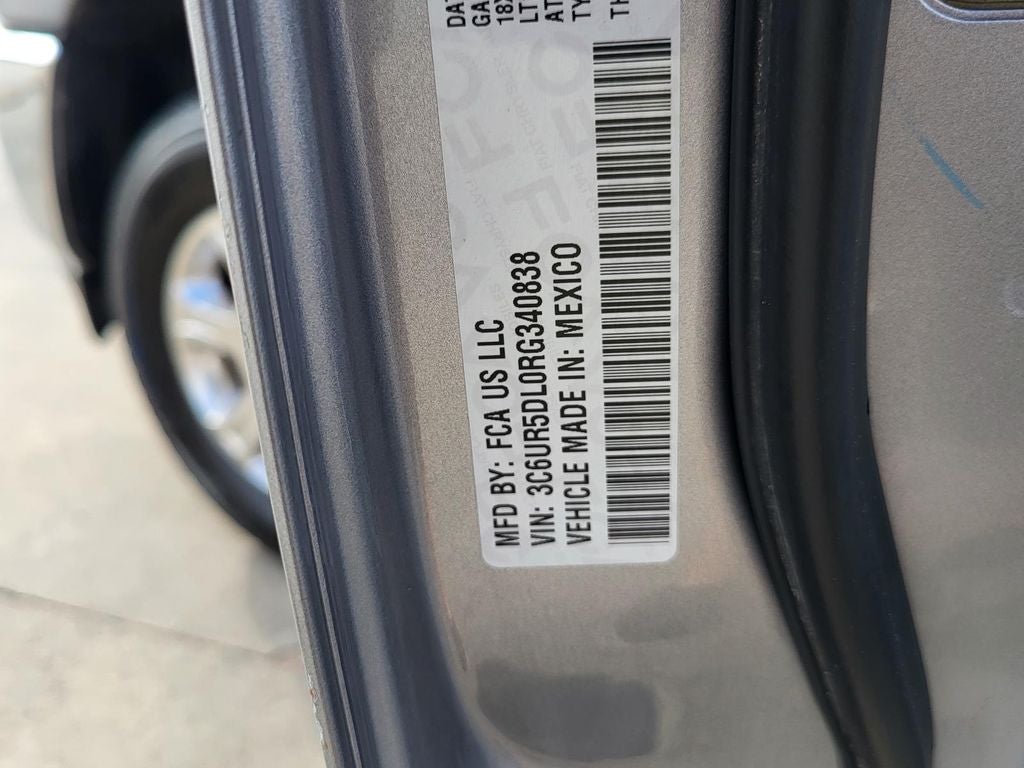 MFD BY: FCA US LLC
VIN: 3C6UR5DL0RG340838
VEHICLE MADE IN: MEXICO